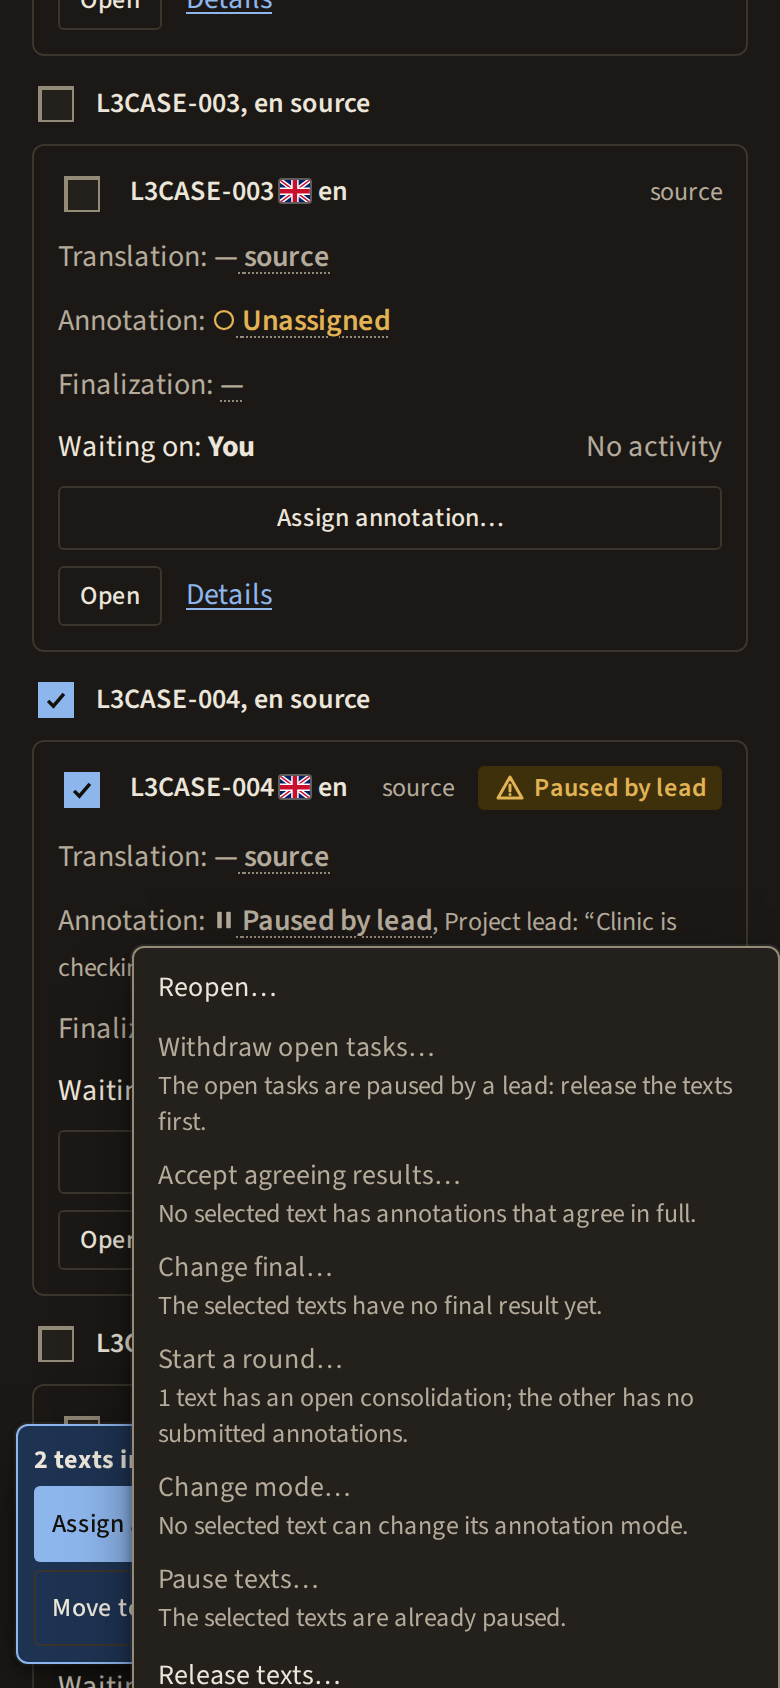 Open Details
L3CASE-003, en source
L3CASE-003 en source
Translation: — source
Annotation: Unassigned
Finalization: —
Waiting on: You No activity
Assign annotation…
Open Details
L3CASE-004, en source
L3CASE-004 en source Paused by lead
Translation: — source
Annotation: Paused by lead, Project lead: “Clinic is
Reopen…
Withdraw open tasks…
The open tasks are paused by a lead: release the texts
first.
Accept agreeing results…
No selected text has annotations that agree in full.
Change final…
The selected texts have no final result yet.
Start a round…
1 text has an open consolidation; the other has no
submitted annotations.
Change mode…
No selected text can change its annotation mode.
Pause texts…
The selected texts are already paused.
Release texts…
2 texts
Assign
Move